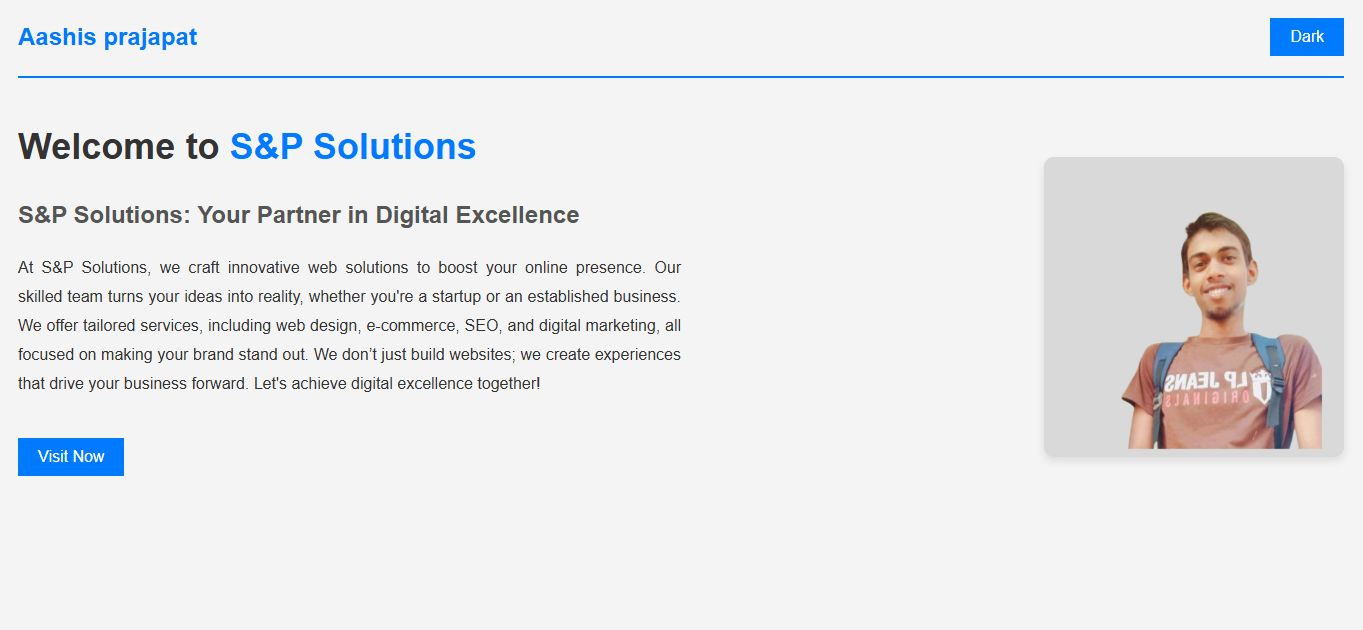 Aashis prajapat
Dark
Welcome to S&P Solutions
S&P Solutions: Your Partner in Digital Excellence
At S&P Solutions, we craft innovative web solutions to boost your online presence. Our
skilled team turns your ideas into reality, whether you're a startup or an established business.
We offer tailored services, including web design, e-commerce, SEO, and digital marketing, all
focused on making your brand stand out. We don’t just build websites; we create experiences
that drive your business forward. Let's achieve digital excellence together!
Visit Now
LP JEANS
ORIGINALS